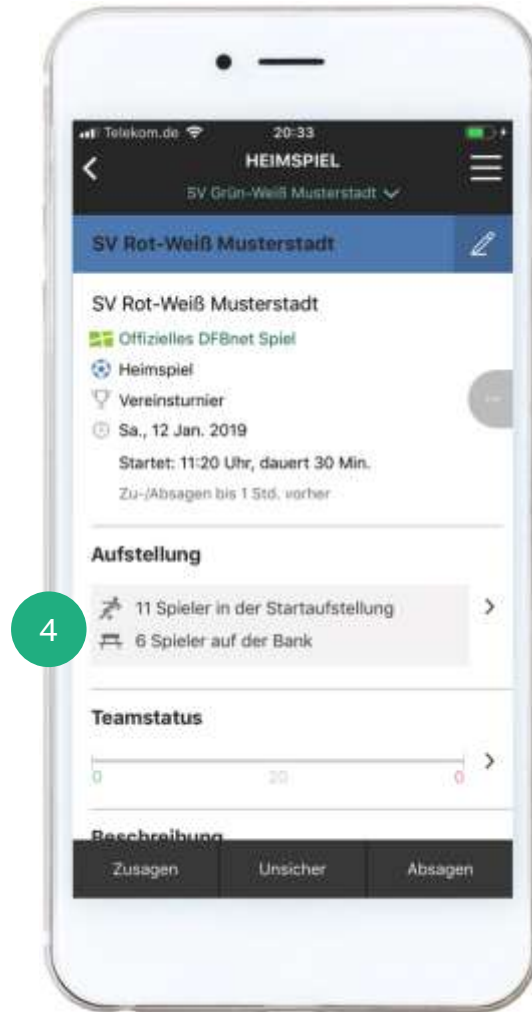 Telekom.de
20:33
HEIMSPIEL
SV Grün-Weiß Musterstadt
SV Rot-Weiß Musterstadt
SV Rot-Weiß Musterstadt
Offizielles DFBnet Spiel
Heimspiel
Vereinsturnier
Sa., 12 Jan. 2019
Startet: 11:20 Uhr, dauert 30 Min.
Zu-/Absagen bis 1 Std. vorher
Aufstellung
4
11 Spieler in der Startaufstellung
6 Spieler auf der Bank
Teamstatus
0 20 0
Beschreibung
Zusagen Unsicher Absagen